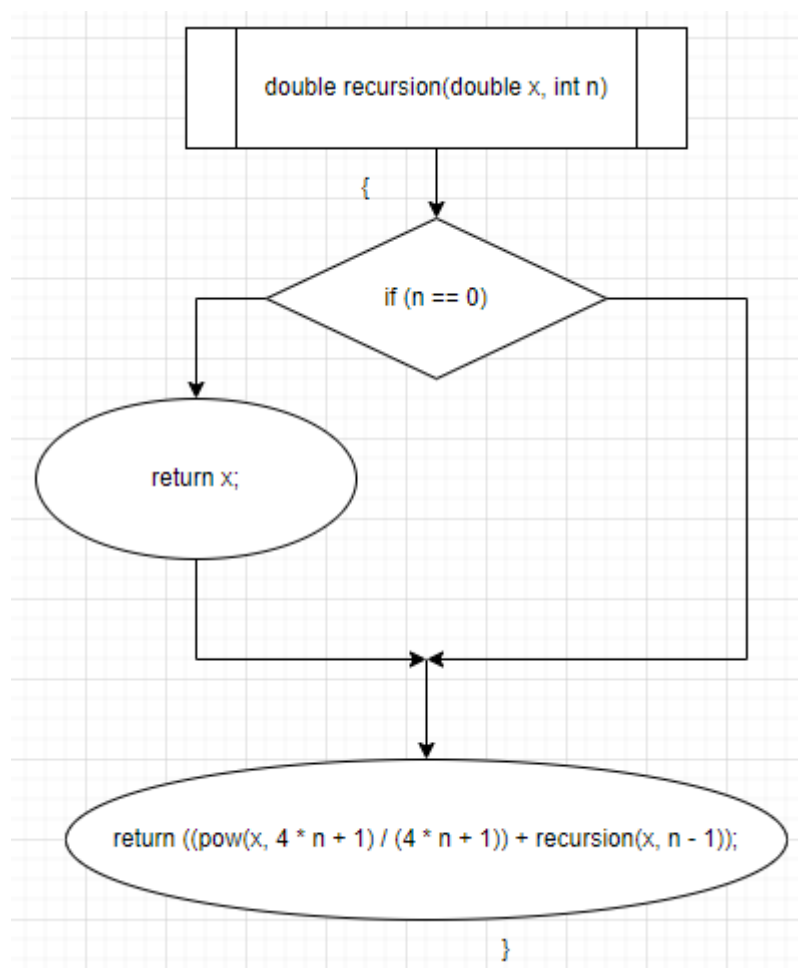 double recursion(double x, int n)
{
if (n == 0)
return x;
return ((pow(x, 4 * n + 1) / (4 * n + 1)) + recursion(x, n - 1));
}